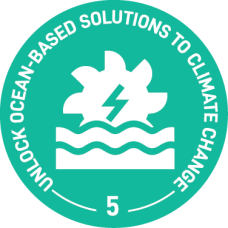 UNLOCK OCEAN-BASED SOLUTIONS TO CLIMATE CHANGE
5